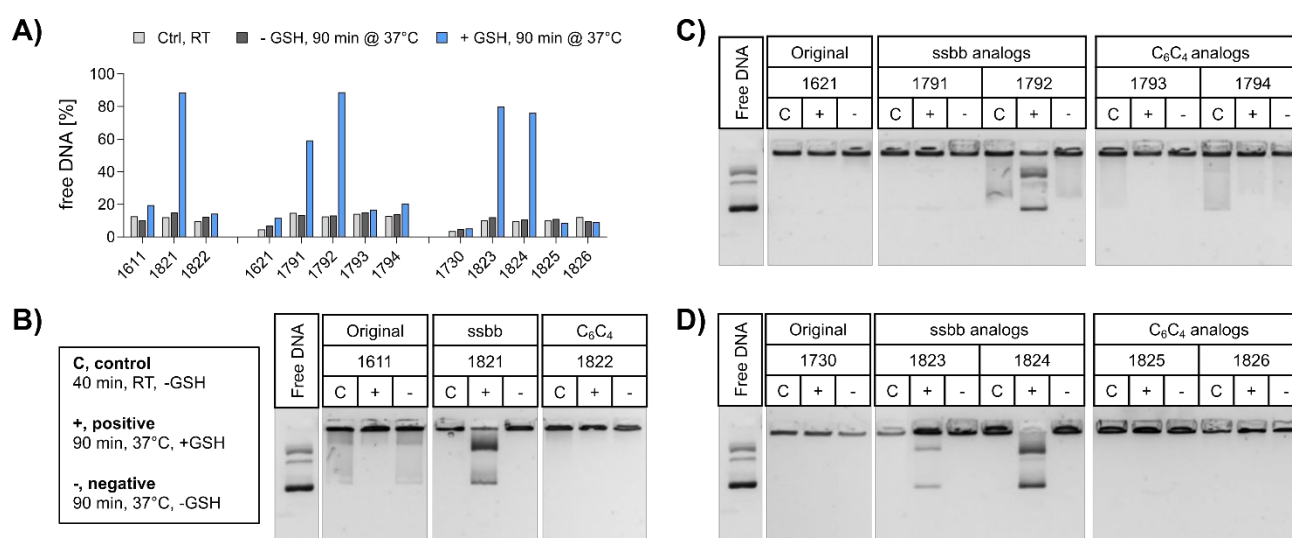 A)
Ctrl, RT - GSH, 90 min @ 37°C + GSH, 90 min @ 37°C
free DNA [%]
100
80
60
40
20
0
1611 1821 1822 1621 1791 1792 1793 1794 1730 1823 1824 1825 1826
B)
C, control
40 min, RT, -GSH
+, positive
90 min, 37°C, +GSH
-, negative
90 min, 37°C, -GSH
Free DNA
Original ssbb C₆C₄
1611 1821 1822
C + - C + - C + -
C)
Free DNA
Original ssbb analogs C₆C₄ analogs
1621 1791 1792 1793 1794
C + - C + - C + - C + - C + -
D)
Free DNA
Original ssbb analogs C₆C₄ analogs
1730 1823 1824 1825 1826
C + - C + - C + - C + - C + -